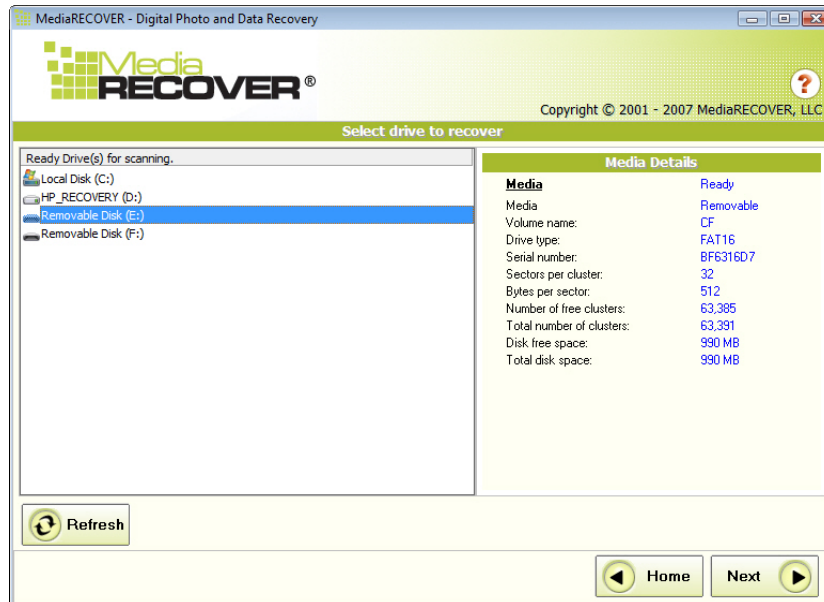 MediaRECOVER - Digital Photo and Data Recovery
Media
RECOVER®
?
Copyright © 2001 - 2007 MediaRECOVER, LLC
Select drive to recover
Ready Drive(s) for scanning.
Local Disk (C:)
HP_RECOVERY (D:)
Removable Disk (E:)
Removable Disk (F:)
Media Details
Media Ready
Media Removable
Volume name: CF
Drive type: FAT16
Serial number: BF6316D7
Sectors per cluster: 32
Bytes per sector: 512
Number of free clusters: 63,385
Total number of clusters: 63,391
Disk free space: 990 MB
Total disk space: 990 MB
Refresh
Home
Next